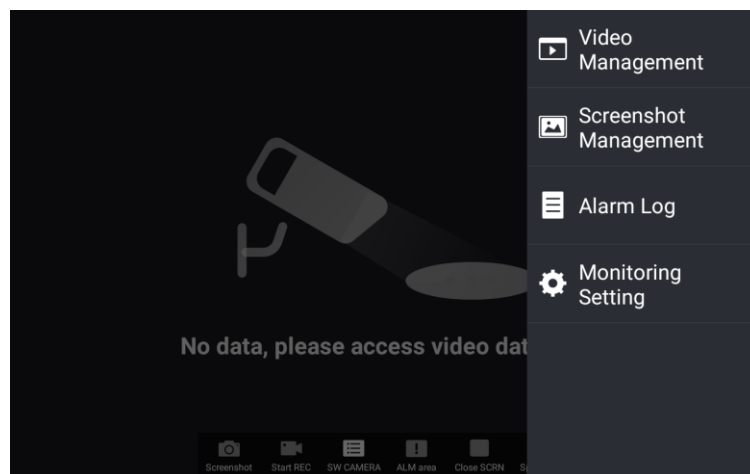 Video
Management
Screenshot
Management
Alarm Log
Monitoring
Setting
No data, please access video dat
Screenshot
Start REC
SW CAMERA
ALM area
Close SCRN